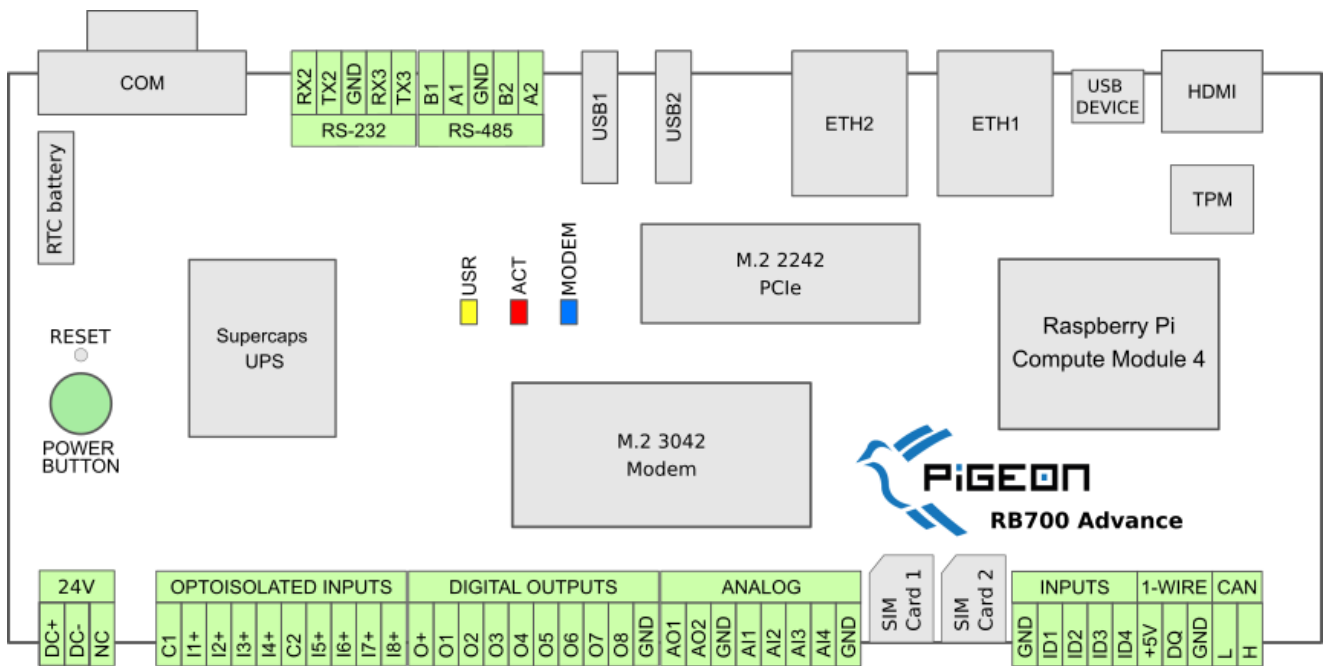 COM
RX2
TX2
GND
RX3
TX3
RS-232
B1
A1
GND
B2
A2
RS-485
USB1
USB2
ETH2
ETH1
USB
DEVICE
HDMI
RTC battery
TPM
USR
ACT
MODEM
M.2 2242
PCIe
Supercaps
UPS
Raspberry Pi
Compute Module 4
RESET
POWER
BUTTON
M.2 3042
Modem
PiGEON
RB700 Advance
24V
DC+
DC-
NC
OPTOISOLATED INPUTS
C1
I1+
I2+
I3+
I4+
C2
I5+
I6+
I7+
I8+
DIGITAL OUTPUTS
O+
O1
O2
O3
O4
O5
O6
O7
O8
GND
ANALOG
AO1
AO2
GND
AI1
AI2
AI3
AI4
GND
SIM
Card 1
SIM
Card 2
INPUTS
GND
ID1
ID2
ID3
ID4
1-WIRE
+5V
DQ
GND
CAN
L
H